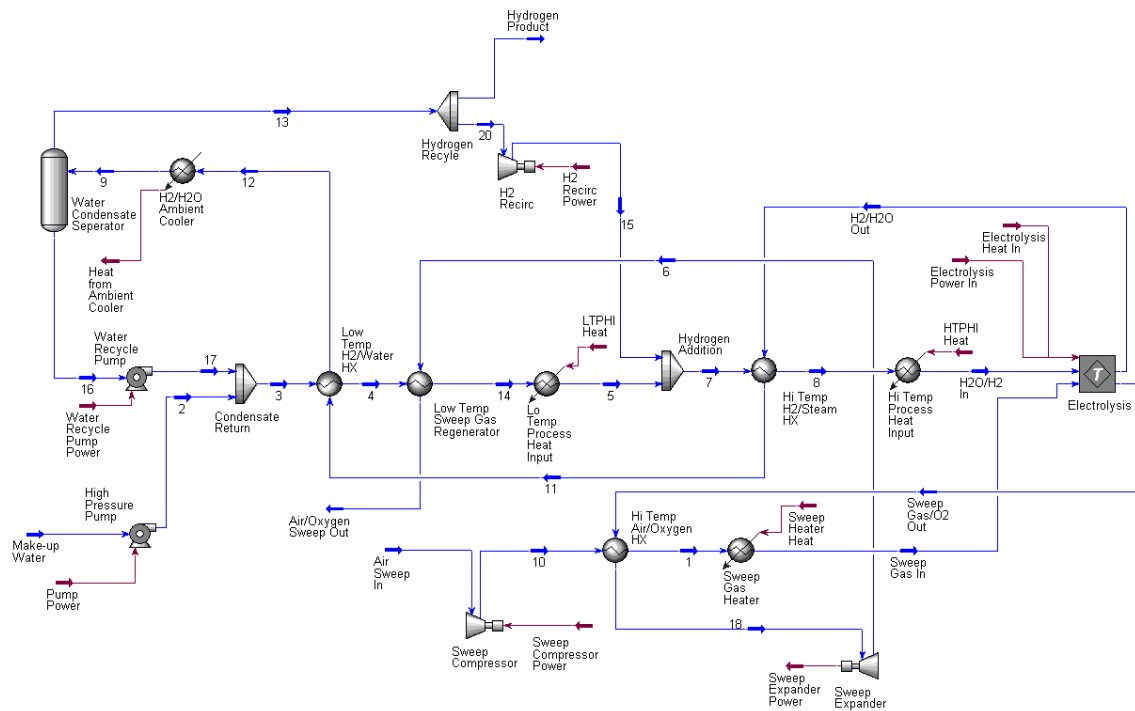 Hydrogen
Product
13
20
Hydrogen
Recyle
H2
Recirc
H2
Recirc
Power
9
12
Water
Condensate
Seperator
H2/H2O
Ambient
Cooler
Heat
from
Ambient
Cooler
15
H2/H2O
Out
Electrolysis
Heat In
Electrolysis
Power In
6
Water
Recycle
Pump
17
16
Water
Recycle
Pump
Power
2
Condensate
Return
3
Low
Temp
H2/Water
HX
4
Low Temp
Sweep Gas
Regenerator
14
LTPHI
Heat
Lo
Temp
Process
Heat
Input
5
Hydrogen
Addition
7
Hi Temp
H2/Steam
HX
8
HTPHI
Heat
Hi Temp
Process
Heat
Input
H2O/H2
In
T
Electrolysis
11
High
Pressure
Pump
Make-up
Water
Pump
Power
Air/Oxygen
Sweep Out
Air
Sweep
In
10
Hi Temp
Air/Oxygen
HX
1
Sweep
Heater
Heat
Sweep
Gas
Heater
Sweep
Gas/O2
Out
Sweep
Gas In
Sweep
Compressor
Sweep
Compressor
Power
18
Sweep
Expander
Power
Sweep
Expander